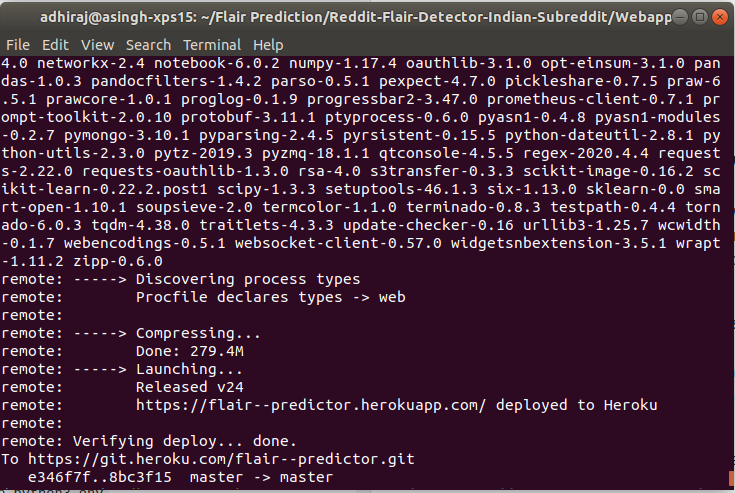 adhiraj@asingh-xps15: ~/Flair Prediction/Reddit-Flair-Detector-Indian-Subreddit/Webapp
File Edit View Search Terminal Help
4.0 networkx-2.4 notebook-6.0.2 numpy-1.17.4 oauthlib-3.1.0 opt-einsum-3.1.0 pan
das-1.0.3 pandocfilters-1.4.2 parso-0.5.1 pexpect-4.7.0 pickleshare-0.7.5 praw-6
.5.1 prawcore-1.0.1 proglog-0.1.9 progressbar2-3.47.0 prometheus-client-0.7.1 pr
ompt-toolkit-2.0.10 protobuf-3.11.1 ptyprocess-0.6.0 pyasn1-0.4.8 pyasn1-modules
-0.2.7 pymongo-3.10.1 pyparsing-2.4.5 pyrsistent-0.15.5 python-dateutil-2.8.1 py
thon-utils-2.3.0 pytz-2019.3 pyzmq-18.1.1 qtconsole-4.5.5 regex-2020.4.4 request
s-2.22.0 requests-oauthlib-1.3.0 rsa-4.0 s3transfer-0.3.3 scikit-image-0.16.2 sc
ikit-learn-0.22.2.post1 scipy-1.3.3 setuptools-46.1.3 six-1.13.0 sklearn-0.0 sma
rt-open-1.10.1 soupsieve-2.0 termcolor-1.1.0 terminado-0.8.3 testpath-0.4.4 torn
ado-6.0.3 tqdm-4.38.0 traitlets-4.3.3 update-checker-0.16 urllib3-1.25.7 wcwidth
-0.1.7 webencodings-0.5.1 websocket-client-0.57.0 widgetsnbextension-3.5.1 wrapt
-1.11.2 zipp-0.6.0
remote: -----> Discovering process types
remote:        Procfile declares types -> web
remote:
remote: -----> Compressing...
remote:        Done: 279.4M
remote: -----> Launching...
remote:        Released v24
remote:        https://flair--predictor.herokuapp.com/ deployed to Heroku
remote:
remote: Verifying deploy... done.
To https://git.heroku.com/flair--predictor.git
   e346f7f..8bc3f15  master -> master